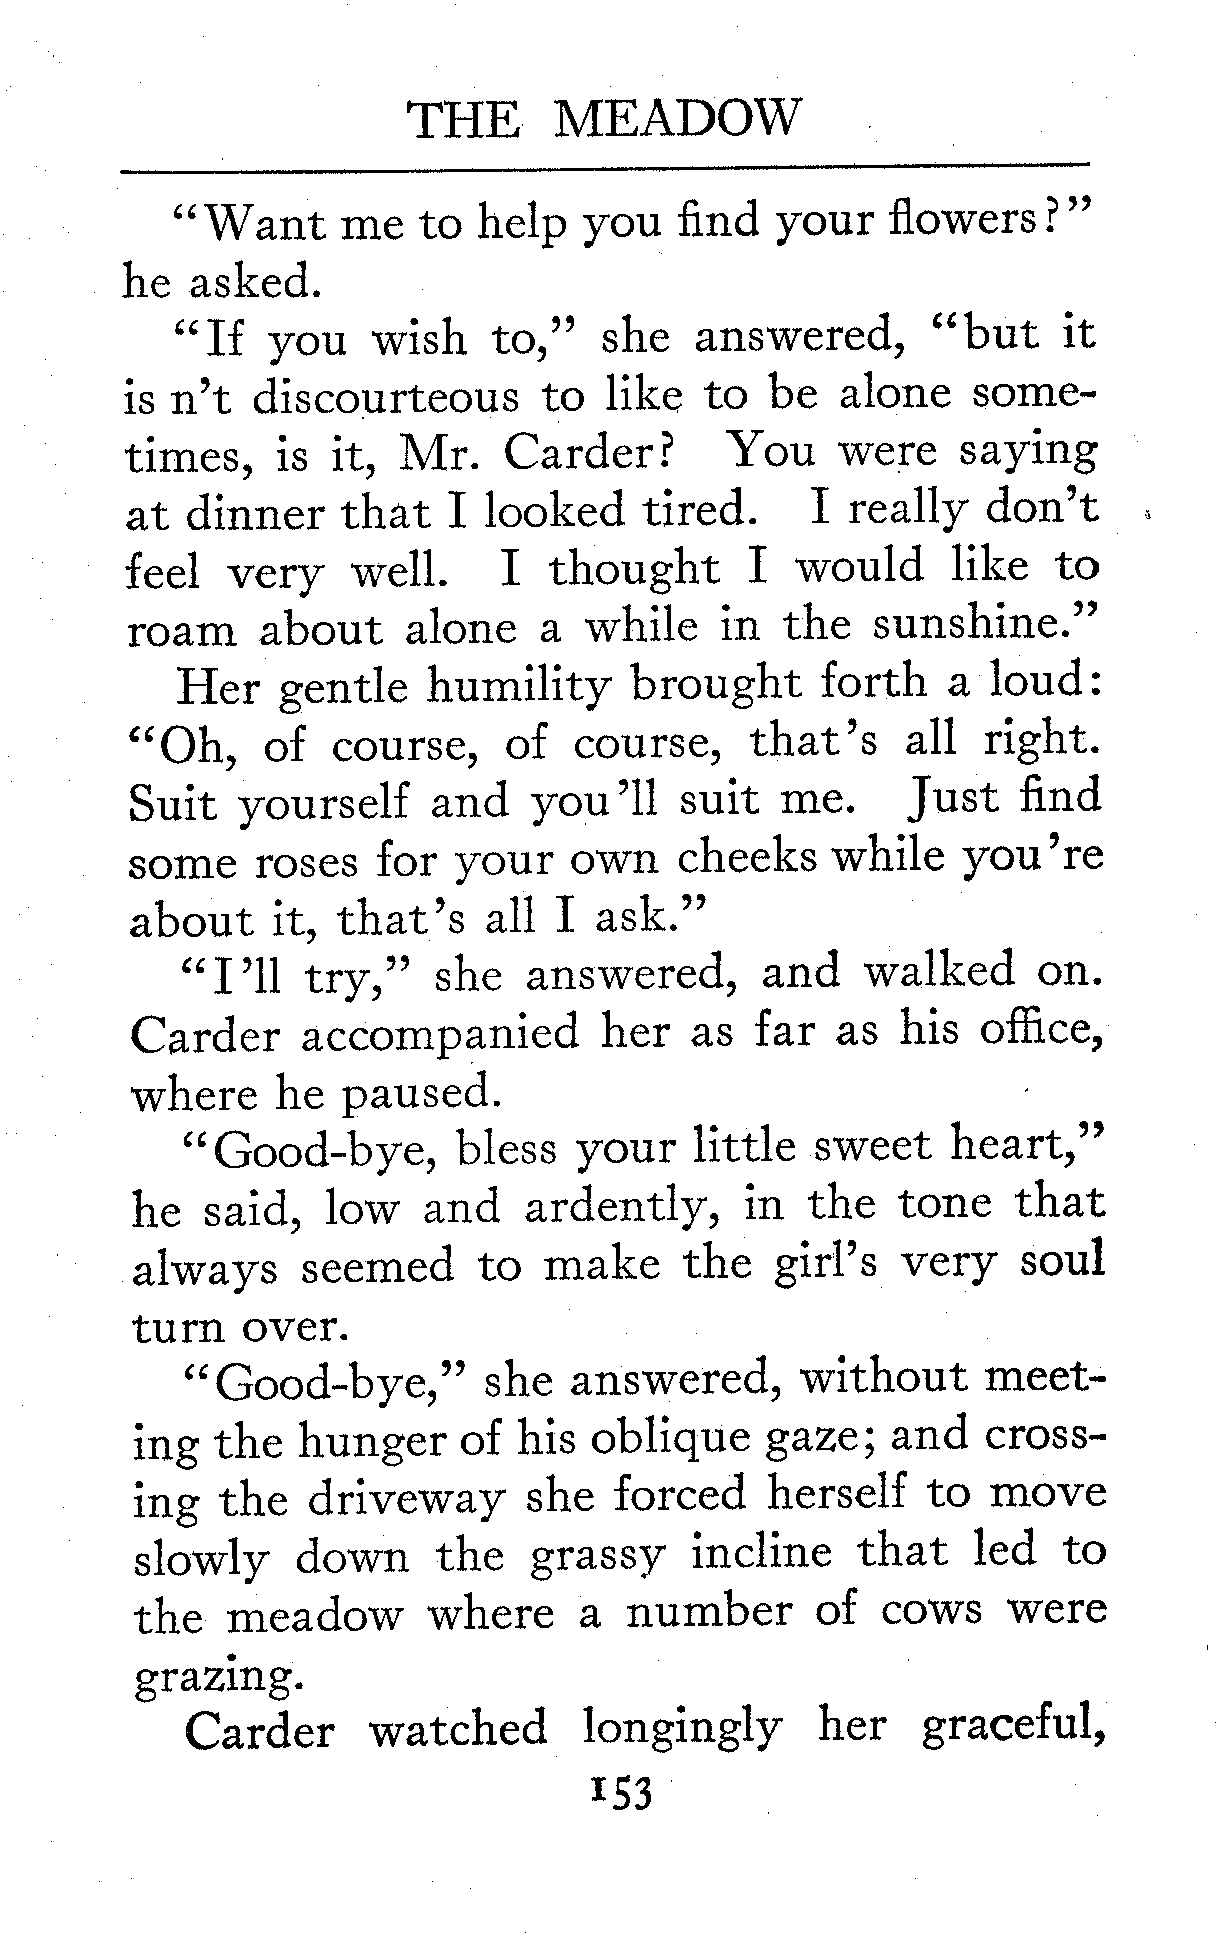 THE MEADOW
“Want me to help you find your flowers?”
he asked.
“If you wish to,” she answered, “but it
is n’t discourteous to like to be alone some-
times, is it, Mr. Carder? You were saying
at dinner that I looked tired. I really don’t
feel very well. I thought I would like to
roam about alone a while in the sunshine.”
Her gentle humility brought forth a loud:
“Oh, of course, of course, that’s all right.
Suit yourself and you’ll suit me. Just find
some roses for your own cheeks while you’re
about it, that’s all I ask.”
“I’ll try,” she answered, and walked on.
Carder accompanied her as far as his office,
where he paused.
“Good-bye, bless your little sweet heart,”
he said, low and ardently, in the tone that
always seemed to make the girl’s very soul
turn over.
“Good-bye,” she answered, without meet-
ing the hunger of his oblique gaze; and cross-
ing the driveway she forced herself to move
slowly down the grassy incline that led to
the meadow where a number of cows were
grazing.
Carder watched longingly her graceful,
153